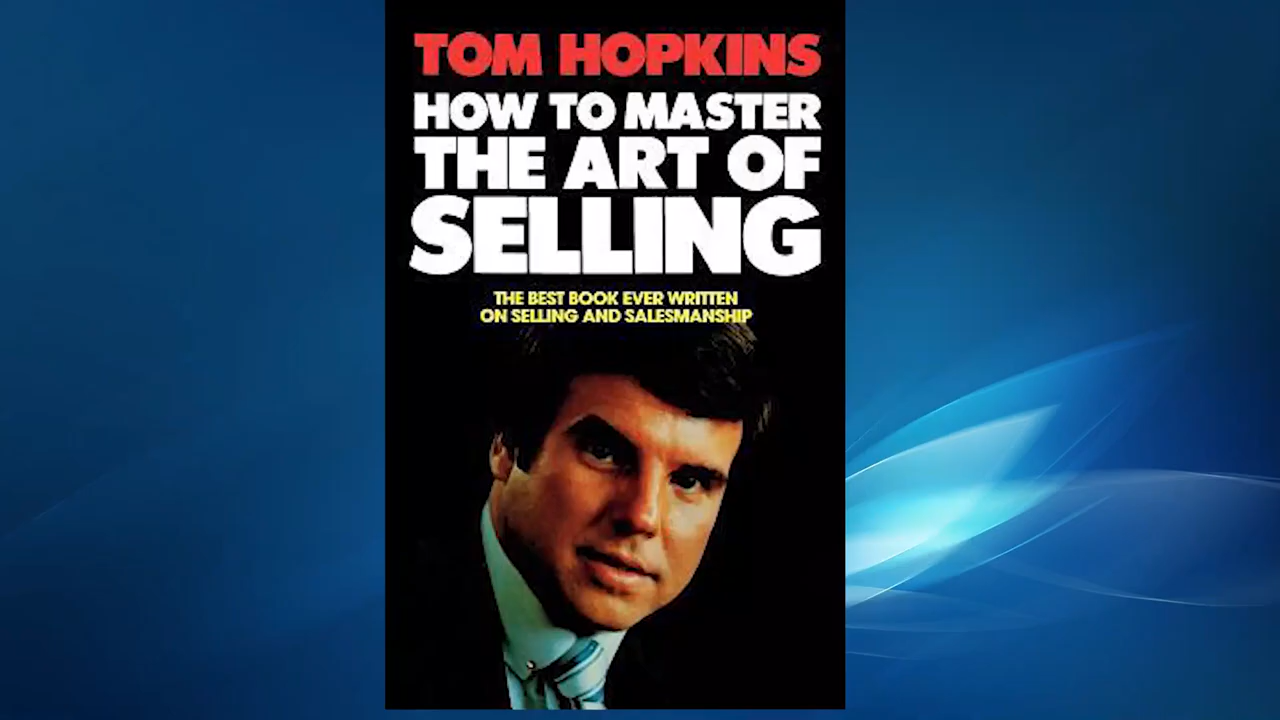 TOM HOPKINS
HOW TO MASTER
THE ART OF
SELLING
THE BEST BOOK EVER WRITTEN
ON SELLING AND SALESMANSHIP